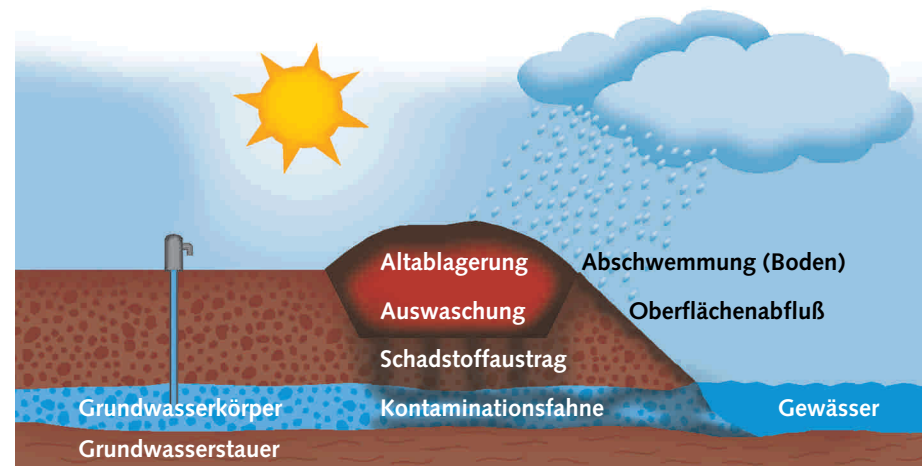 Altablagerung
Abschwemmung (Boden)
Auswaschung
Oberflächenabfluß
Schadstoffaustrag
Grundwasserkörper
Kontaminationsfahne
Gewässer
Grundwasserstauer